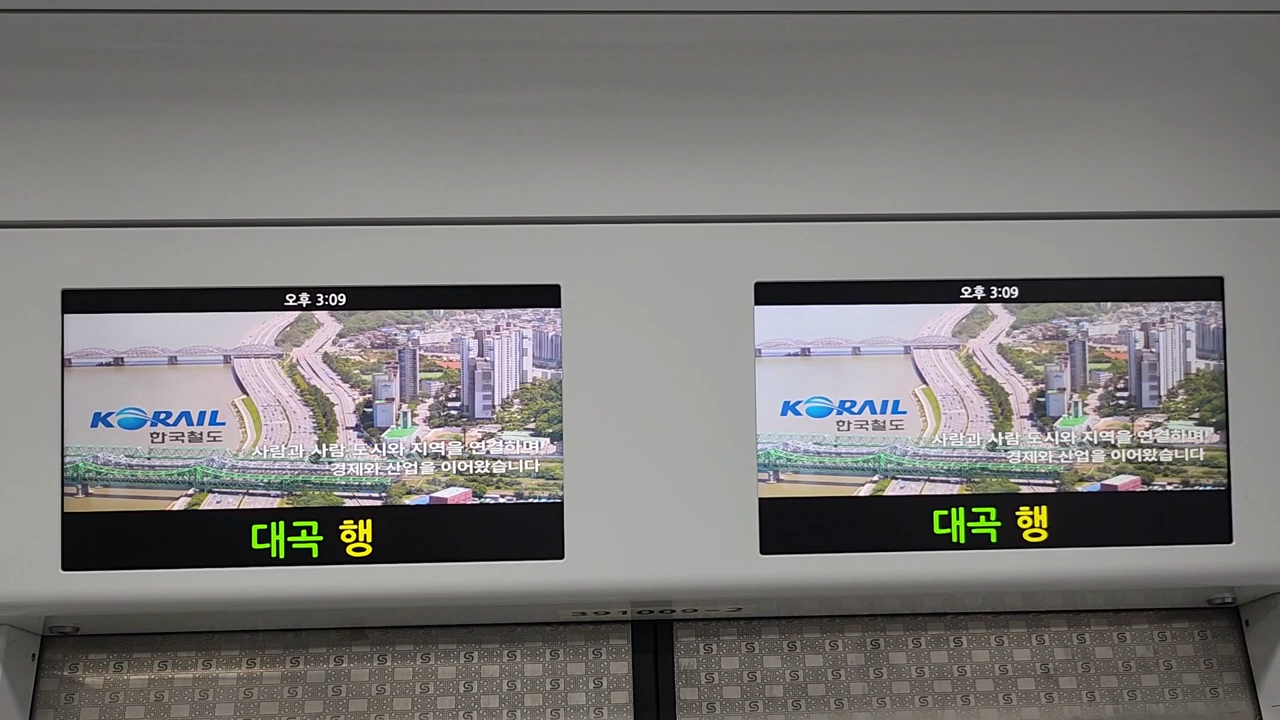 오후 3:09
KORAIL
한국철도
사람과 사람 도시와 지역을 연결하며
경제와 산업을 이어왔습니다
대곡 행
오후 3:09
KORAIL
한국철도
사람과 사람 도시와 지역을 연결하며
경제와 산업을 이어왔습니다
대곡 행
391009-2